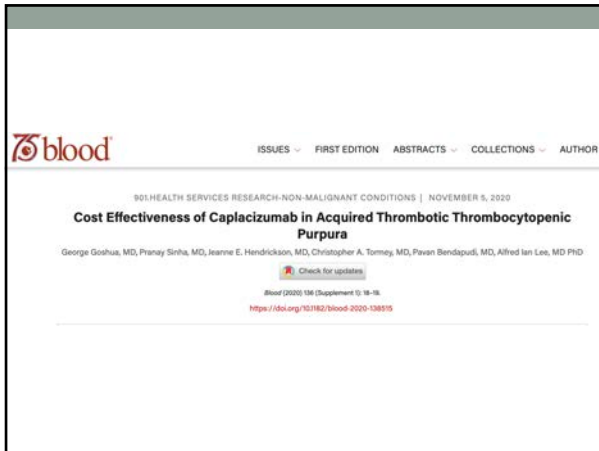 75 blood
ISSUES FIRST EDITION ABSTRACTS COLLECTIONS AUTHOR
901.HEALTH SERVICES RESEARCH-NON-MALIGNANT CONDITIONS | NOVEMBER 5, 2020
Cost Effectiveness of Caplacizumab in Acquired Thrombotic Thrombocytopenic
Purpura
George Goshua, MD, Pranay Sinha, MD, Jeanne E. Hendrickson, MD, Christopher A. Tormey, MD, Pavan Bendapudi, MD, Alfred Ian Lee, MD PhD
Check for updates
Blood (2020) 136 (Supplement 1): 18–19.
https://doi.org/10.1182/blood-2020-138515